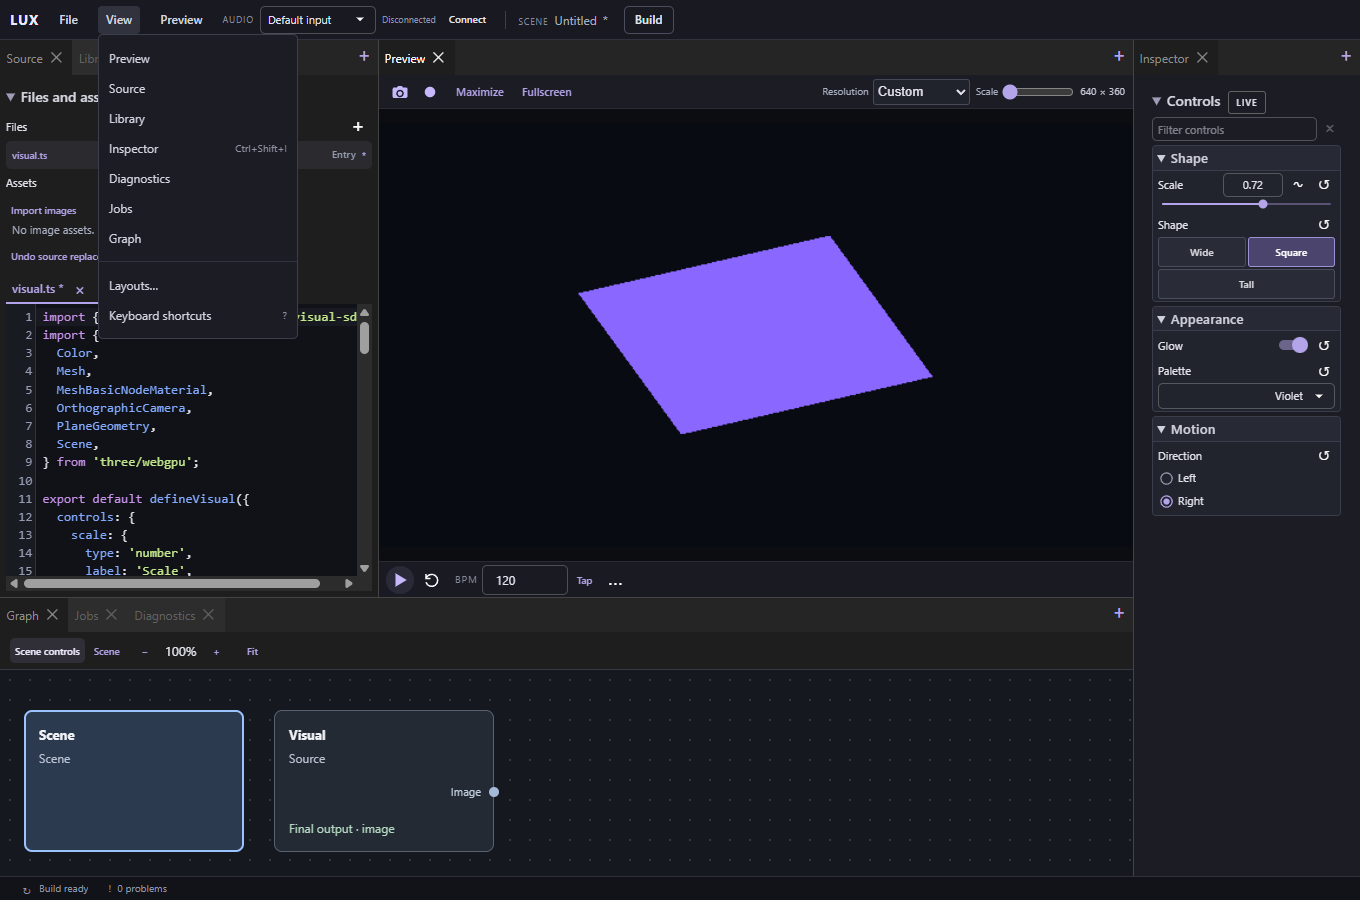 LUX File View Preview AUDIO Default input Disconnected Connect SCENE Untitled * Build
Source Libr
Preview
Source
Library
Inspector Ctrl+Shift+I
Diagnostics
Jobs
Graph
Layouts...
Keyboard shortcuts ?
Files and ass
Files +
visual.ts Entry *
Assets
Import images
No image assets.
Undo source replac
visual.ts *
1 import { visual-sd
2 import {
3 Color,
4 Mesh,
5 MeshBasicNodeMaterial,
6 OrthographicCamera,
7 PlaneGeometry,
8 Scene,
9 } from 'three/webgpu';
10
11 export default defineVisual({
12 controls: {
13 scale: {
14 type: 'number',
15 label: 'Scale',
Preview
Maximize Fullscreen Resolution Custom Scale 640 × 360
BPM 120 Tap ...
Inspector
Controls LIVE
Filter controls
Shape
Scale 0.72
Shape
Wide Square
Tall
Appearance
Glow
Palette
Violet
Motion
Direction
Left
Right
Graph Jobs Diagnostics
Scene controls Scene − 100% + Fit
Scene
Scene
Visual
Source
Image
Final output · image
Build ready ! 0 problems